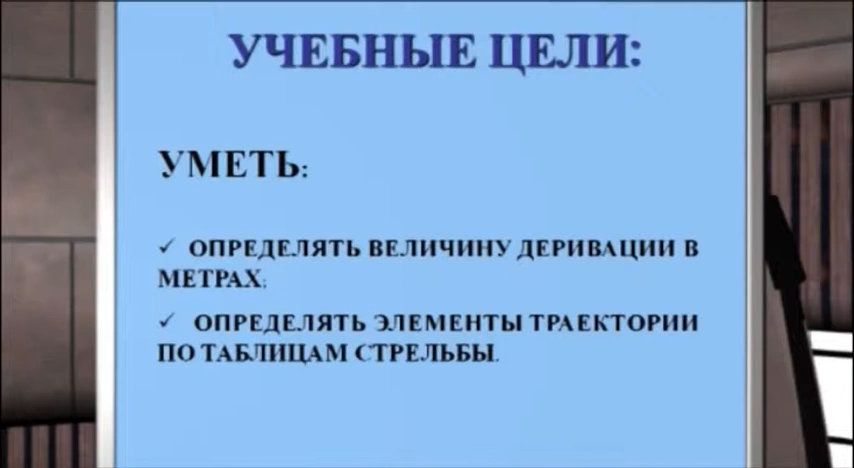 УЧЕБНЫЕ ЦЕЛИ:
УМЕТЬ:
✓ ОПРЕДЕЛЯТЬ ВЕЛИЧИНУ ДЕРИВАЦИИ В
МЕТРАХ;
✓ ОПРЕДЕЛЯТЬ ЭЛЕМЕНТЫ ТРАЕКТОРИИ
ПО ТАБЛИЦАМ СТРЕЛЬБЫ.